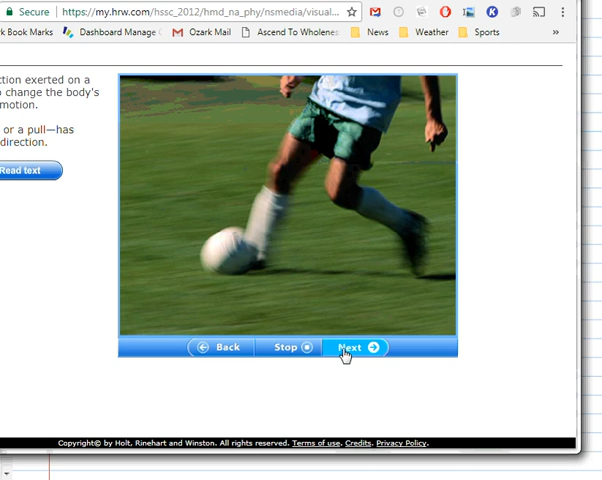 Secure https://my.hrw.com/hssc_2012/hmd_na_phy/nsmedia/visual...
rk Book Marks Dashboard Manage Ozark Mail Ascend To Wholenes News Weather Sports »
ction exerted on a
o change the body's
motion.
or a pull—has
direction.
Read text
Back Stop Next
Copyright© by Holt, Rinehart and Winston. All rights reserved. Terms of use. Credits. Privacy Policy.